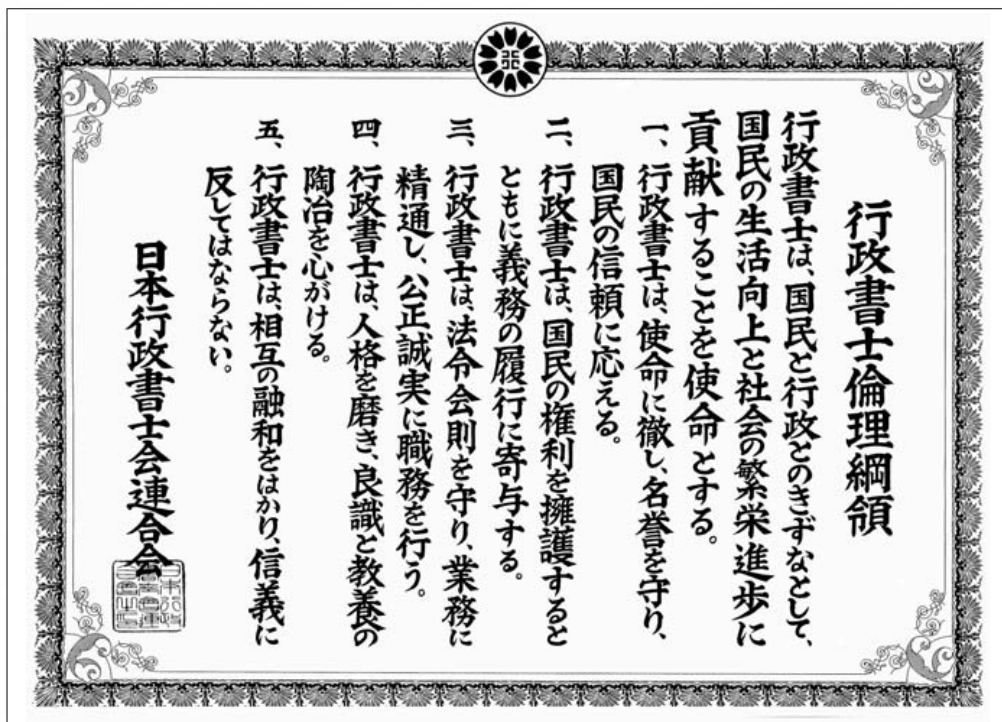 行政書士倫理綱領
行政書士は、国民と行政とのきずなとして、
国民の生活向上と社会の繁栄進歩に
貢献することを使命とする。
一、行政書士は、使命に徹し、名誉を守り、
国民の信頼に応える。
二、行政書士は、国民の権利を擁護すると
ともに義務の履行に寄与する。
三、行政書士は、法令会則を守り、業務に
精通し、公正誠実に職務を行う。
四、行政書士は、人格を磨き、良識と教養の
陶冶を心がける。
五、行政書士は、相互の融和をはかり、信義に
反してはならない。
日本行政書士会連合会